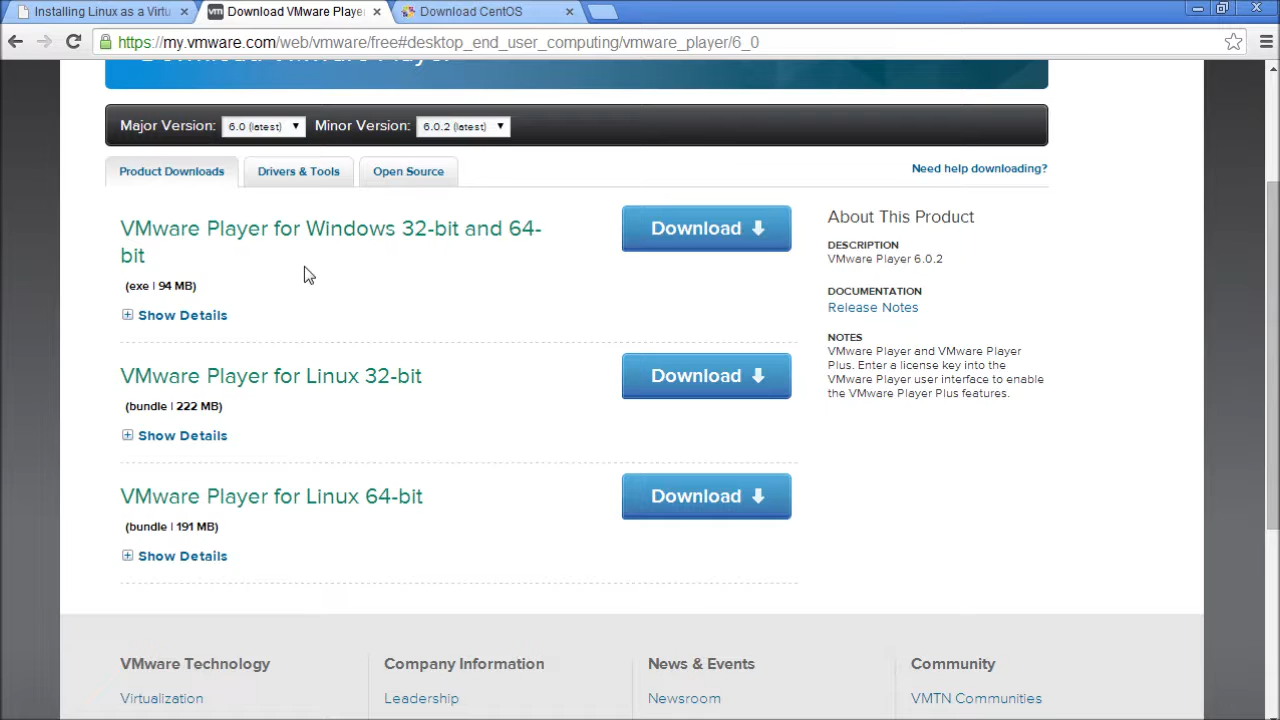 Installing Linux as a Virtu
Download VMware Player
Download CentOS
https://my.vmware.com/web/vmware/free#desktop_end_user_computing/vmware_player/6_0
Download VMware Player
Major Version: 6.0 (latest) Minor Version: 6.0.2 (latest)
Product Downloads
Drivers & Tools
Open Source
Need help downloading?
VMware Player for Windows 32-bit and 64-
bit
(exe | 94 MB)
Show Details
Download
VMware Player for Linux 32-bit
(bundle | 222 MB)
Show Details
Download
VMware Player for Linux 64-bit
(bundle | 191 MB)
Show Details
Download
About This Product
DESCRIPTION
VMware Player 6.0.2
DOCUMENTATION
Release Notes
NOTES
VMware Player and VMware Player
Plus. Enter a license key into the
VMware Player user interface to enable
the VMware Player Plus features.
VMware Technology
Virtualization
Company Information
Leadership
News & Events
Newsroom
Community
VMTN Communities